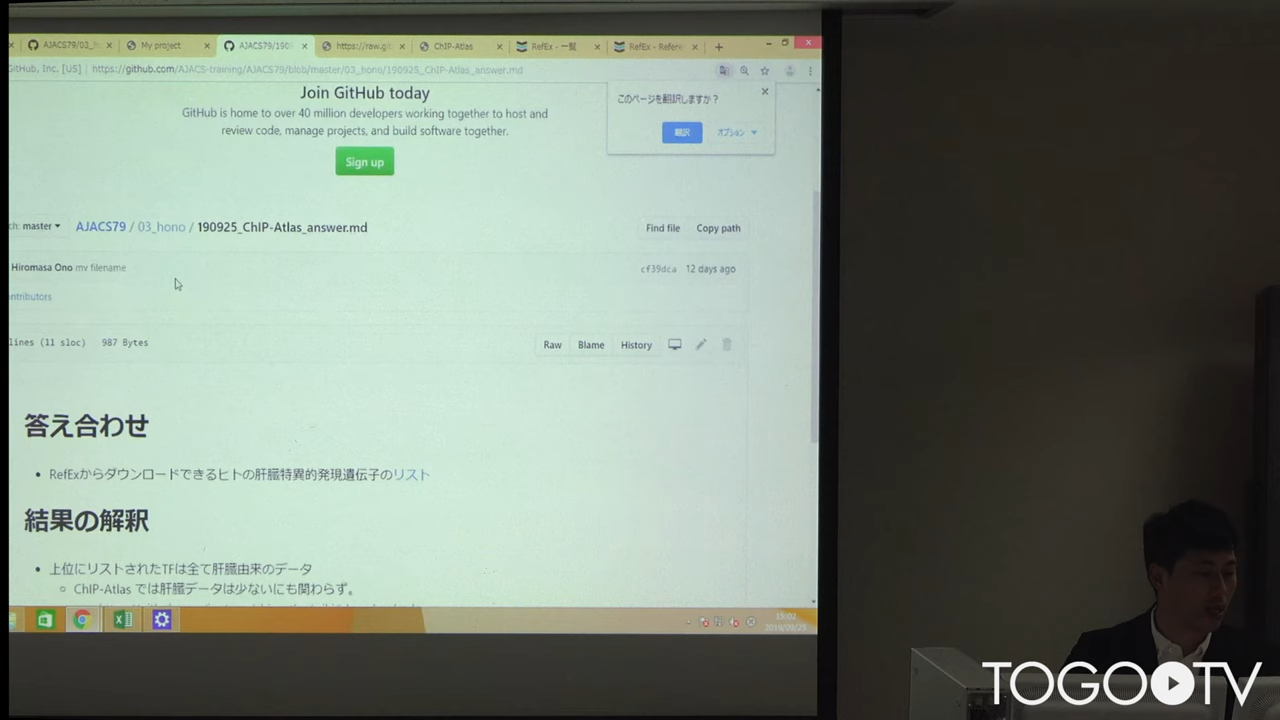 AJACS79/03_h
My project
AJACS79/190
https://raw.gi
ChIP-Atlas
RefEx - 一覧
RefEx - Refere
GitHub, Inc. [US] | https://github.com/AJACS-training/AJACS79/blob/master/03_hono/190925_ChIP-Atlas_answer.md
Join GitHub today
GitHub is home to over 40 million developers working together to host and
review code, manage projects, and build software together.
Sign up
このページを翻訳しますか？
翻訳
オプション
ch: master
AJACS79 / 03_hono / 190925_ChIP-Atlas_answer.md
Find file
Copy path
Hiromasa Ono mv filename
cf39dca 12 days ago
ntributors
lines (11 sloc) 987 Bytes
Raw
Blame
History
答え合わせ
• RefExからダウンロードできるヒトの肝臓特異的発現遺伝子のリスト
結果の解釈
• 上位にリストされたTFは全て肝臓由来のデータ
ChIP-Atlas では肝臓データは少ないにも関わらず。
15:02
2019/09/25
TOGOTV